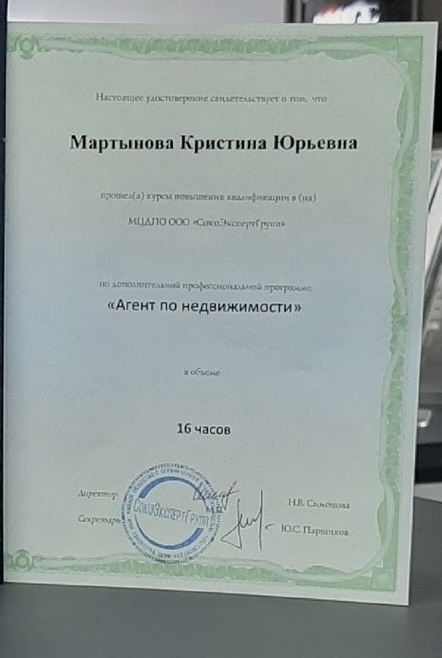 Настоящее удостоверение свидетельствует о том, что
Мартынова Кристина Юрьевна
прошел(а) курсы повышения квалификации в (на)
МЦДПО ООО «СоюзЭкспертГрупп»
по дополнительной профессиональной программе
«Агент по недвижимости»
в объеме
16 часов
Директор
М.П.
Н.В. Симонова
Секретарь
СоюзЭкспертГрупп
Ю.С. Паршиков